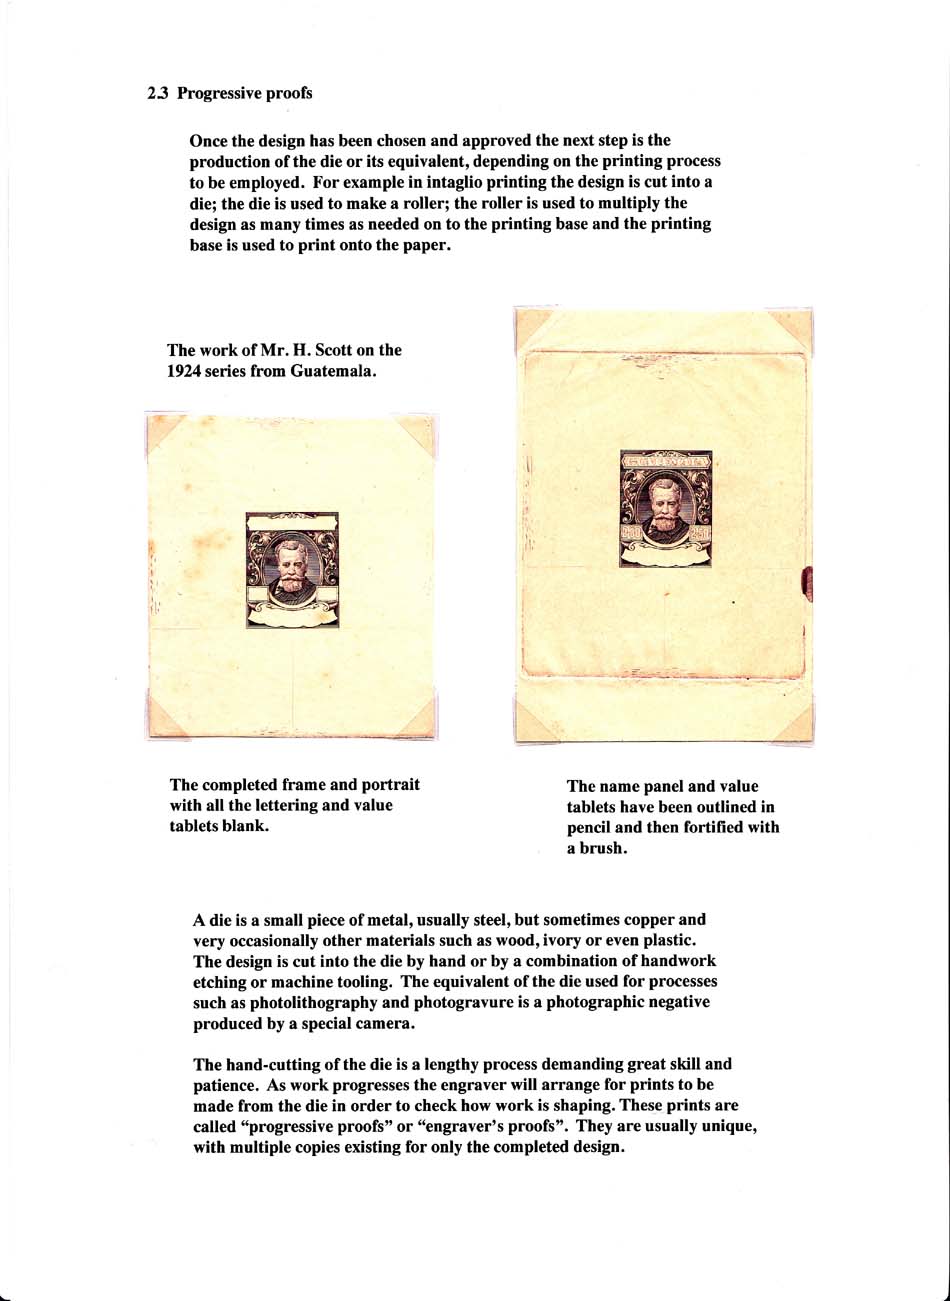 2.3 Progressive proofs
Once the design has been chosen and approved the next step is the
production of the die or its equivalent, depending on the printing process
to be employed. For example in intaglio printing the design is cut into a
die; the die is used to make a roller; the roller is used to multiply the
design as many times as needed on to the printing base and the printing
base is used to print onto the paper.
The work of Mr. H. Scott on the
1924 series from Guatemala.
The completed frame and portrait
with all the lettering and value
tablets blank.
GUATEMALA
2.50 2.50
The name panel and value
tablets have been outlined in
pencil and then fortified with
a brush.
A die is a small piece of metal, usually steel, but sometimes copper and
very occasionally other materials such as wood, ivory or even plastic.
The design is cut into the die by hand or by a combination of handwork
etching or machine tooling. The equivalent of the die used for processes
such as photolithography and photogravure is a photographic negative
produced by a special camera.
The hand-cutting of the die is a lengthy process demanding great skill and
patience. As work progresses the engraver will arrange for prints to be
made from the die in order to check how work is shaping. These prints are
called “progressive proofs” or “engraver’s proofs”. They are usually unique,
with multiple copies existing for only the completed design.